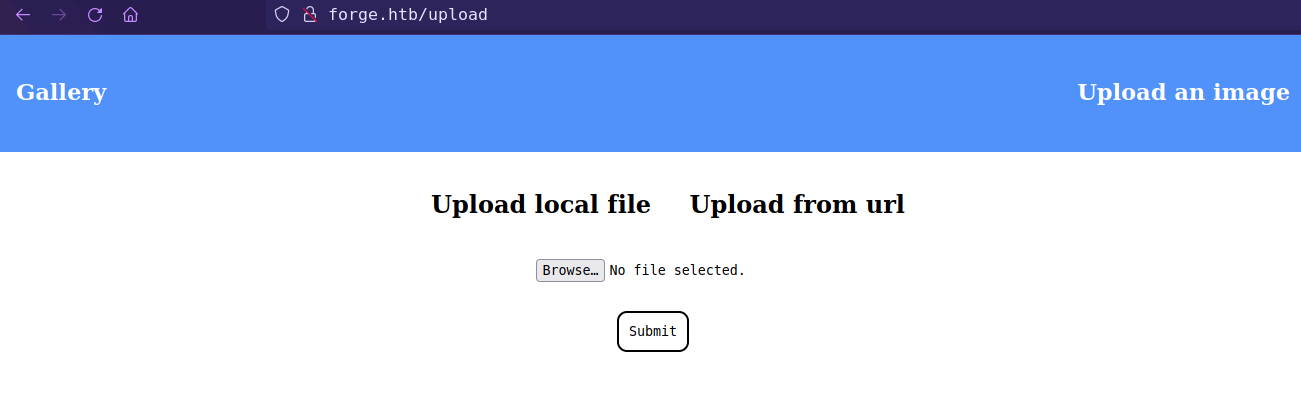 forge.htb/upload
Gallery Upload an image
Upload local file Upload from url
Browse… No file selected.
Submit